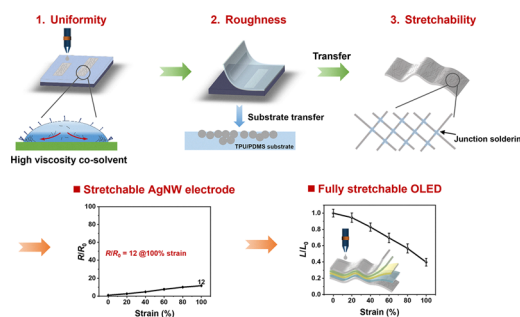 1. Uniformity
2. Roughness
3. Stretchability
Transfer
Substrate transfer
TPU/PDMS substrate
High viscosity co-solvent
Junction soldering
■ Stretchable AgNW electrode
■ Fully stretchable OLED
R/R0
100
80
60
40
20
0
R/R0 = 12 @100% strain
12
0 20 40 60 80 100
Strain (%)
L/L0
1.0
0.8
0.6
0.4
0.2
0.0
0 20 40 60 80 100
Strain (%)